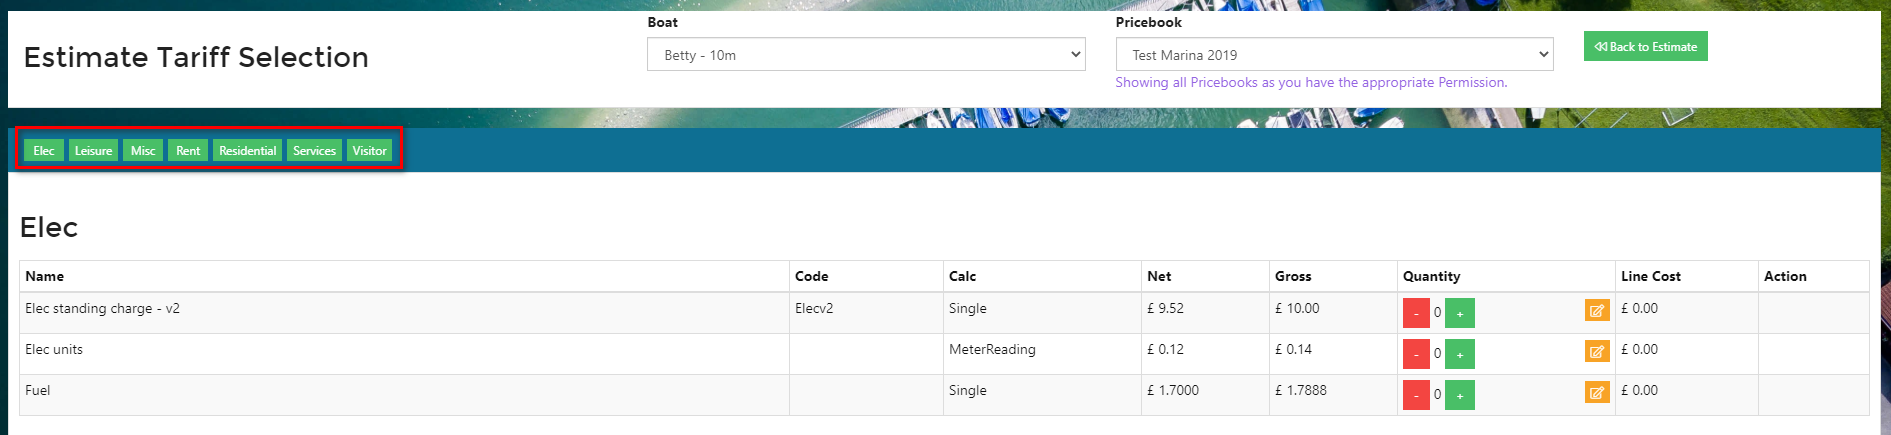 Boat
Pricebook
Estimate Tariff Selection
Betty - 10m
Test Marina 2019
Back to Estimate
Showing all Pricebooks as you have the appropriate Permission.
Elec Leisure Misc Rent Residential Services Visitor
Elec
Name Code Calc Net Gross Quantity Line Cost Action
Elec standing charge - v2 Elecv2 Single £ 9.52 £ 10.00 - 0 + £ 0.00
Elec units MeterReading £ 0.12 £ 0.14 - 0 + £ 0.00
Fuel Single £ 1.7000 £ 1.7888 - 0 + £ 0.00